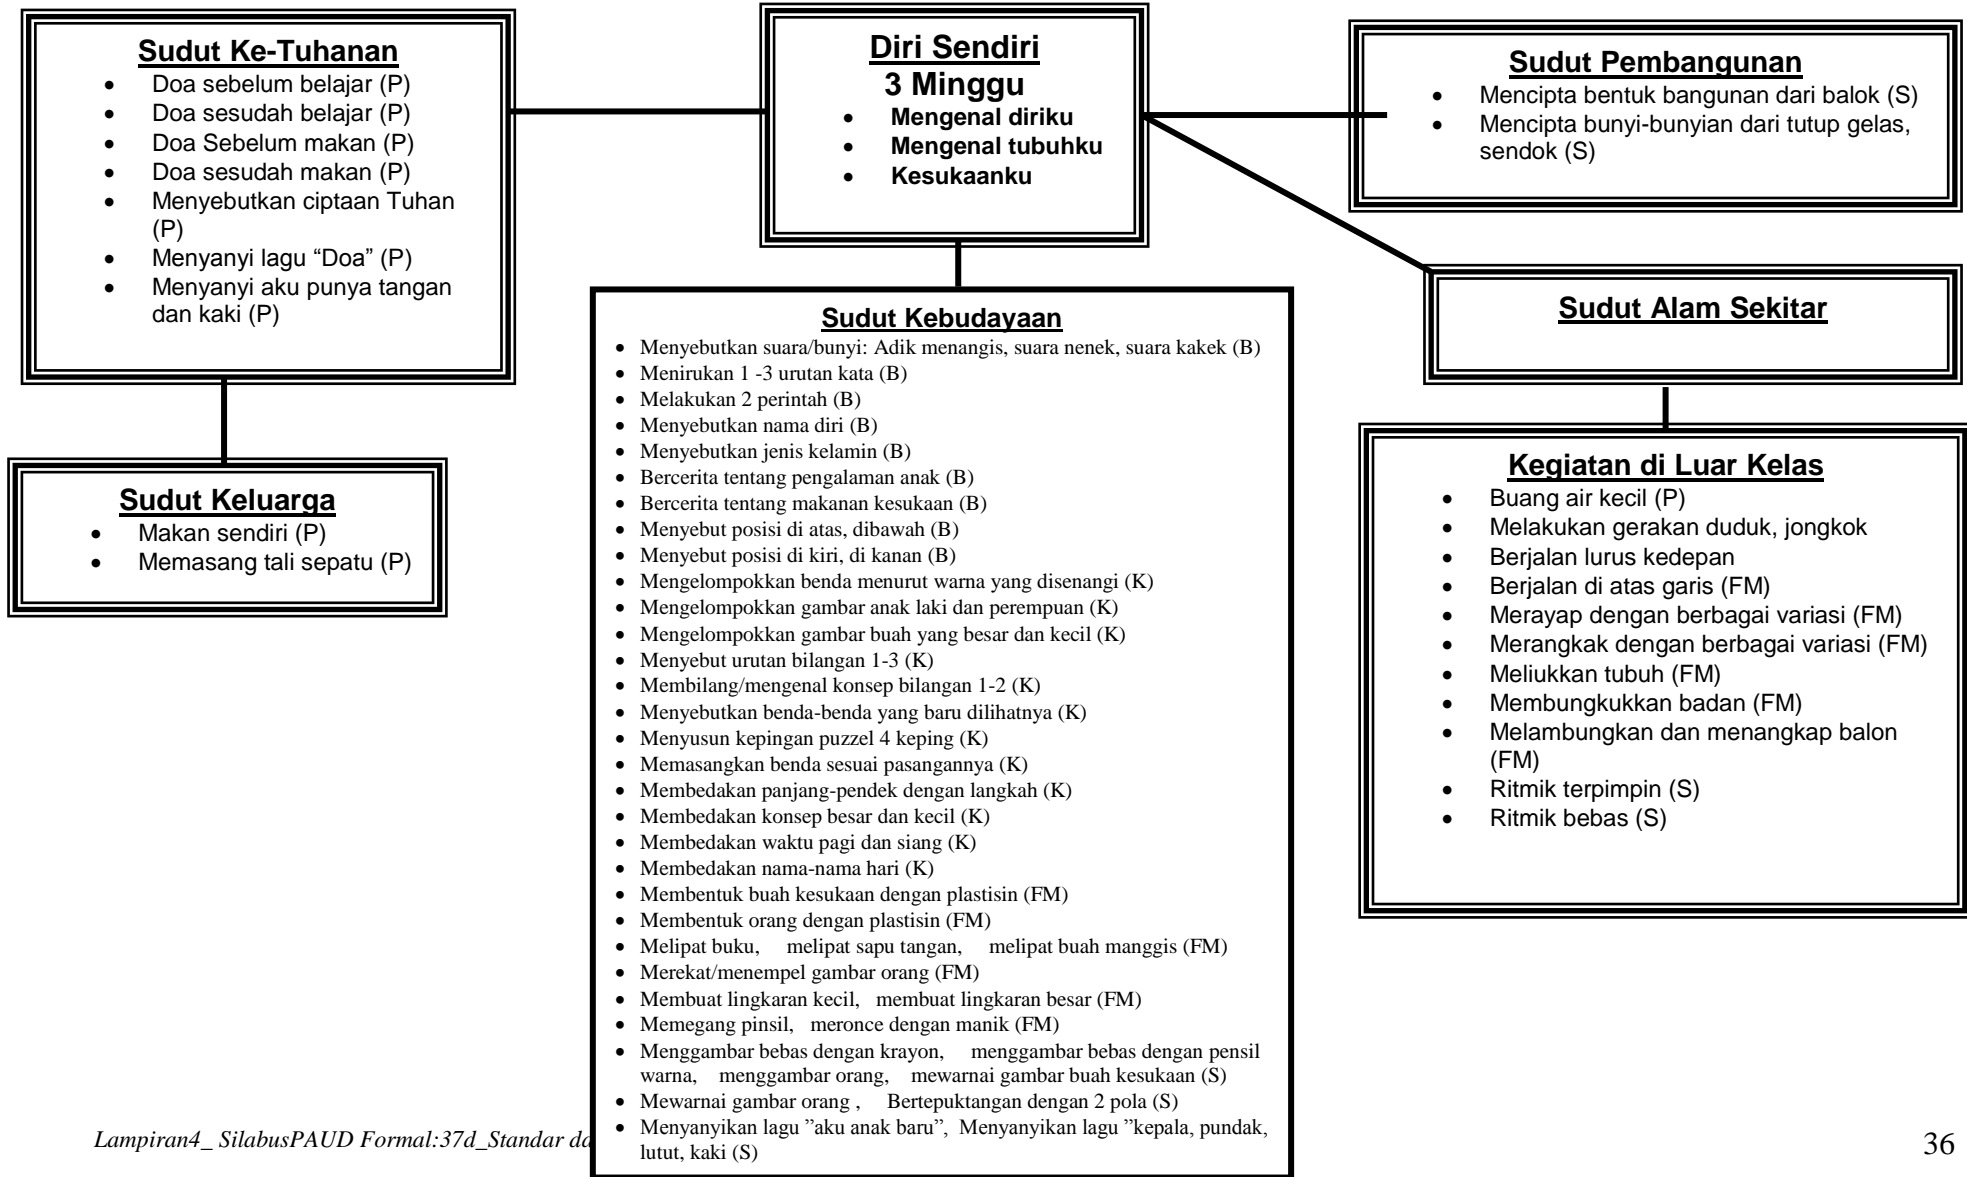 Sudut Ke-Tuhanan
• Doa sebelum belajar (P)
• Doa sesudah belajar (P)
• Doa Sebelum makan (P)
• Doa sesudah makan (P)
• Menyebutkan ciptaan Tuhan
(P)
• Menyanyi lagu “Doa” (P)
• Menyanyi aku punya tangan
dan kaki (P)
Diri Sendiri
3 Minggu
• Mengenal diriku
• Mengenal tubuhku
• Kesukaanku
Sudut Pembangunan
• Mencipta bentuk bangunan dari balok (S)
• Mencipta bunyi-bunyian dari tutup gelas,
sendok (S)
Sudut Alam Sekitar
Sudut Keluarga
• Makan sendiri (P)
• Memasang tali sepatu (P)
Sudut Kebudayaan
• Menyebutkan suara/bunyi: Adik menangis, suara nenek, suara kakek (B)
• Menirukan 1 -3 urutan kata (B)
• Melakukan 2 perintah (B)
• Menyebutkan nama diri (B)
• Menyebutkan jenis kelamin (B)
• Bercerita tentang pengalaman anak (B)
• Bercerita tentang makanan kesukaan (B)
• Menyebut posisi di atas, dibawah (B)
• Menyebut posisi di kiri, di kanan (B)
• Mengelompokkan benda menurut warna yang disenangi (K)
• Mengelompokkan gambar anak laki dan perempuan (K)
• Mengelompokkan gambar buah yang besar dan kecil (K)
• Menyebut urutan bilangan 1-3 (K)
• Membilang/mengenal konsep bilangan 1-2 (K)
• Menyebutkan benda-benda yang baru dilihatnya (K)
• Menyusun kepingan puzzel 4 keping (K)
• Memasangkan benda sesuai pasangannya (K)
• Membedakan panjang-pendek dengan langkah (K)
• Membedakan konsep besar dan kecil (K)
• Membedakan waktu pagi dan siang (K)
• Membedakan nama-nama hari (K)
• Membentuk buah kesukaan dengan plastisin (FM)
• Membentuk orang dengan plastisin (FM)
• Melipat buku, melipat sapu tangan, melipat buah manggis (FM)
• Merekat/menempel gambar orang (FM)
• Membuat lingkaran kecil, membuat lingkaran besar (FM)
• Memegang pinsil, meronce dengan manik (FM)
• Menggambar bebas dengan krayon, menggambar bebas dengan pensil
warna, menggambar orang, mewarnai gambar buah kesukaan (S)
• Mewarnai gambar orang , Bertepuktangan dengan 2 pola (S)
• Menyanyikan lagu ”aku anak baru”, Menyanyikan lagu ”kepala, pundak,
lutut, kaki (S)
Kegiatan di Luar Kelas
• Buang air kecil (P)
• Melakukan gerakan duduk, jongkok
• Berjalan lurus kedepan
• Berjalan di atas garis (FM)
• Merayap dengan berbagai variasi (FM)
• Merangkak dengan berbagai variasi (FM)
• Meliukkan tubuh (FM)
• Membungkukkan badan (FM)
• Melambungkan dan menangkap balon
(FM)
• Ritmik terpimpin (S)
• Ritmik bebas (S)
Lampiran4_ SilabusPAUD Formal:37d_Standar da
36